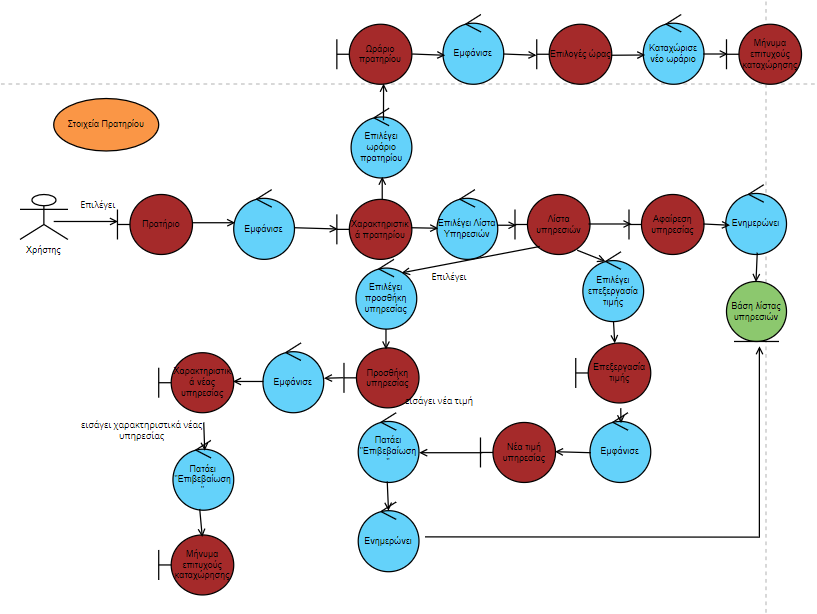 Ωράριο
πρατηρίου
Εμφάνισε
Επιλογές ώρας
Καταχώρισε
νέο ωράριο
Μήνυμα
επιτυχούς
καταχώρησης
Στοιχεία Πρατηρίου
Επιλέγει
ωράριο
πρατηρίου
Χρήστης
Επιλέγει
Πρατήριο
Εμφάνισε
Χαρακτηριστικ
ά πρατηρίου
Επιλέγει Λίστα
Υπηρεσιών
Λίστα
υπηρεσιών
Αφαίρεση
υπηρεσίας
Ενημερώνει
Επιλέγει
Επιλέγει
προσθήκη
υπηρεσίας
Επιλέγει
επεξεργασία
τιμής
Βάση λίστας
υπηρεσιών
Χαρακτηριστικ
ά νέας
υπηρεσίας
Εμφάνισε
Προσθήκη
υπηρεσίας
Επεξεργασία
τιμής
εισάγει νέα τιμή
εισάγει χαρακτηριστικά νέας
υπηρεσίας
Πατάει
"Επιβεβαίωση
"
Νέα τιμή
υπηρεσίας
Εμφάνισε
Πατάει
"Επιβεβαίωση
"
Ενημερώνει
Μήνυμα
επιτυχούς
καταχώρησης